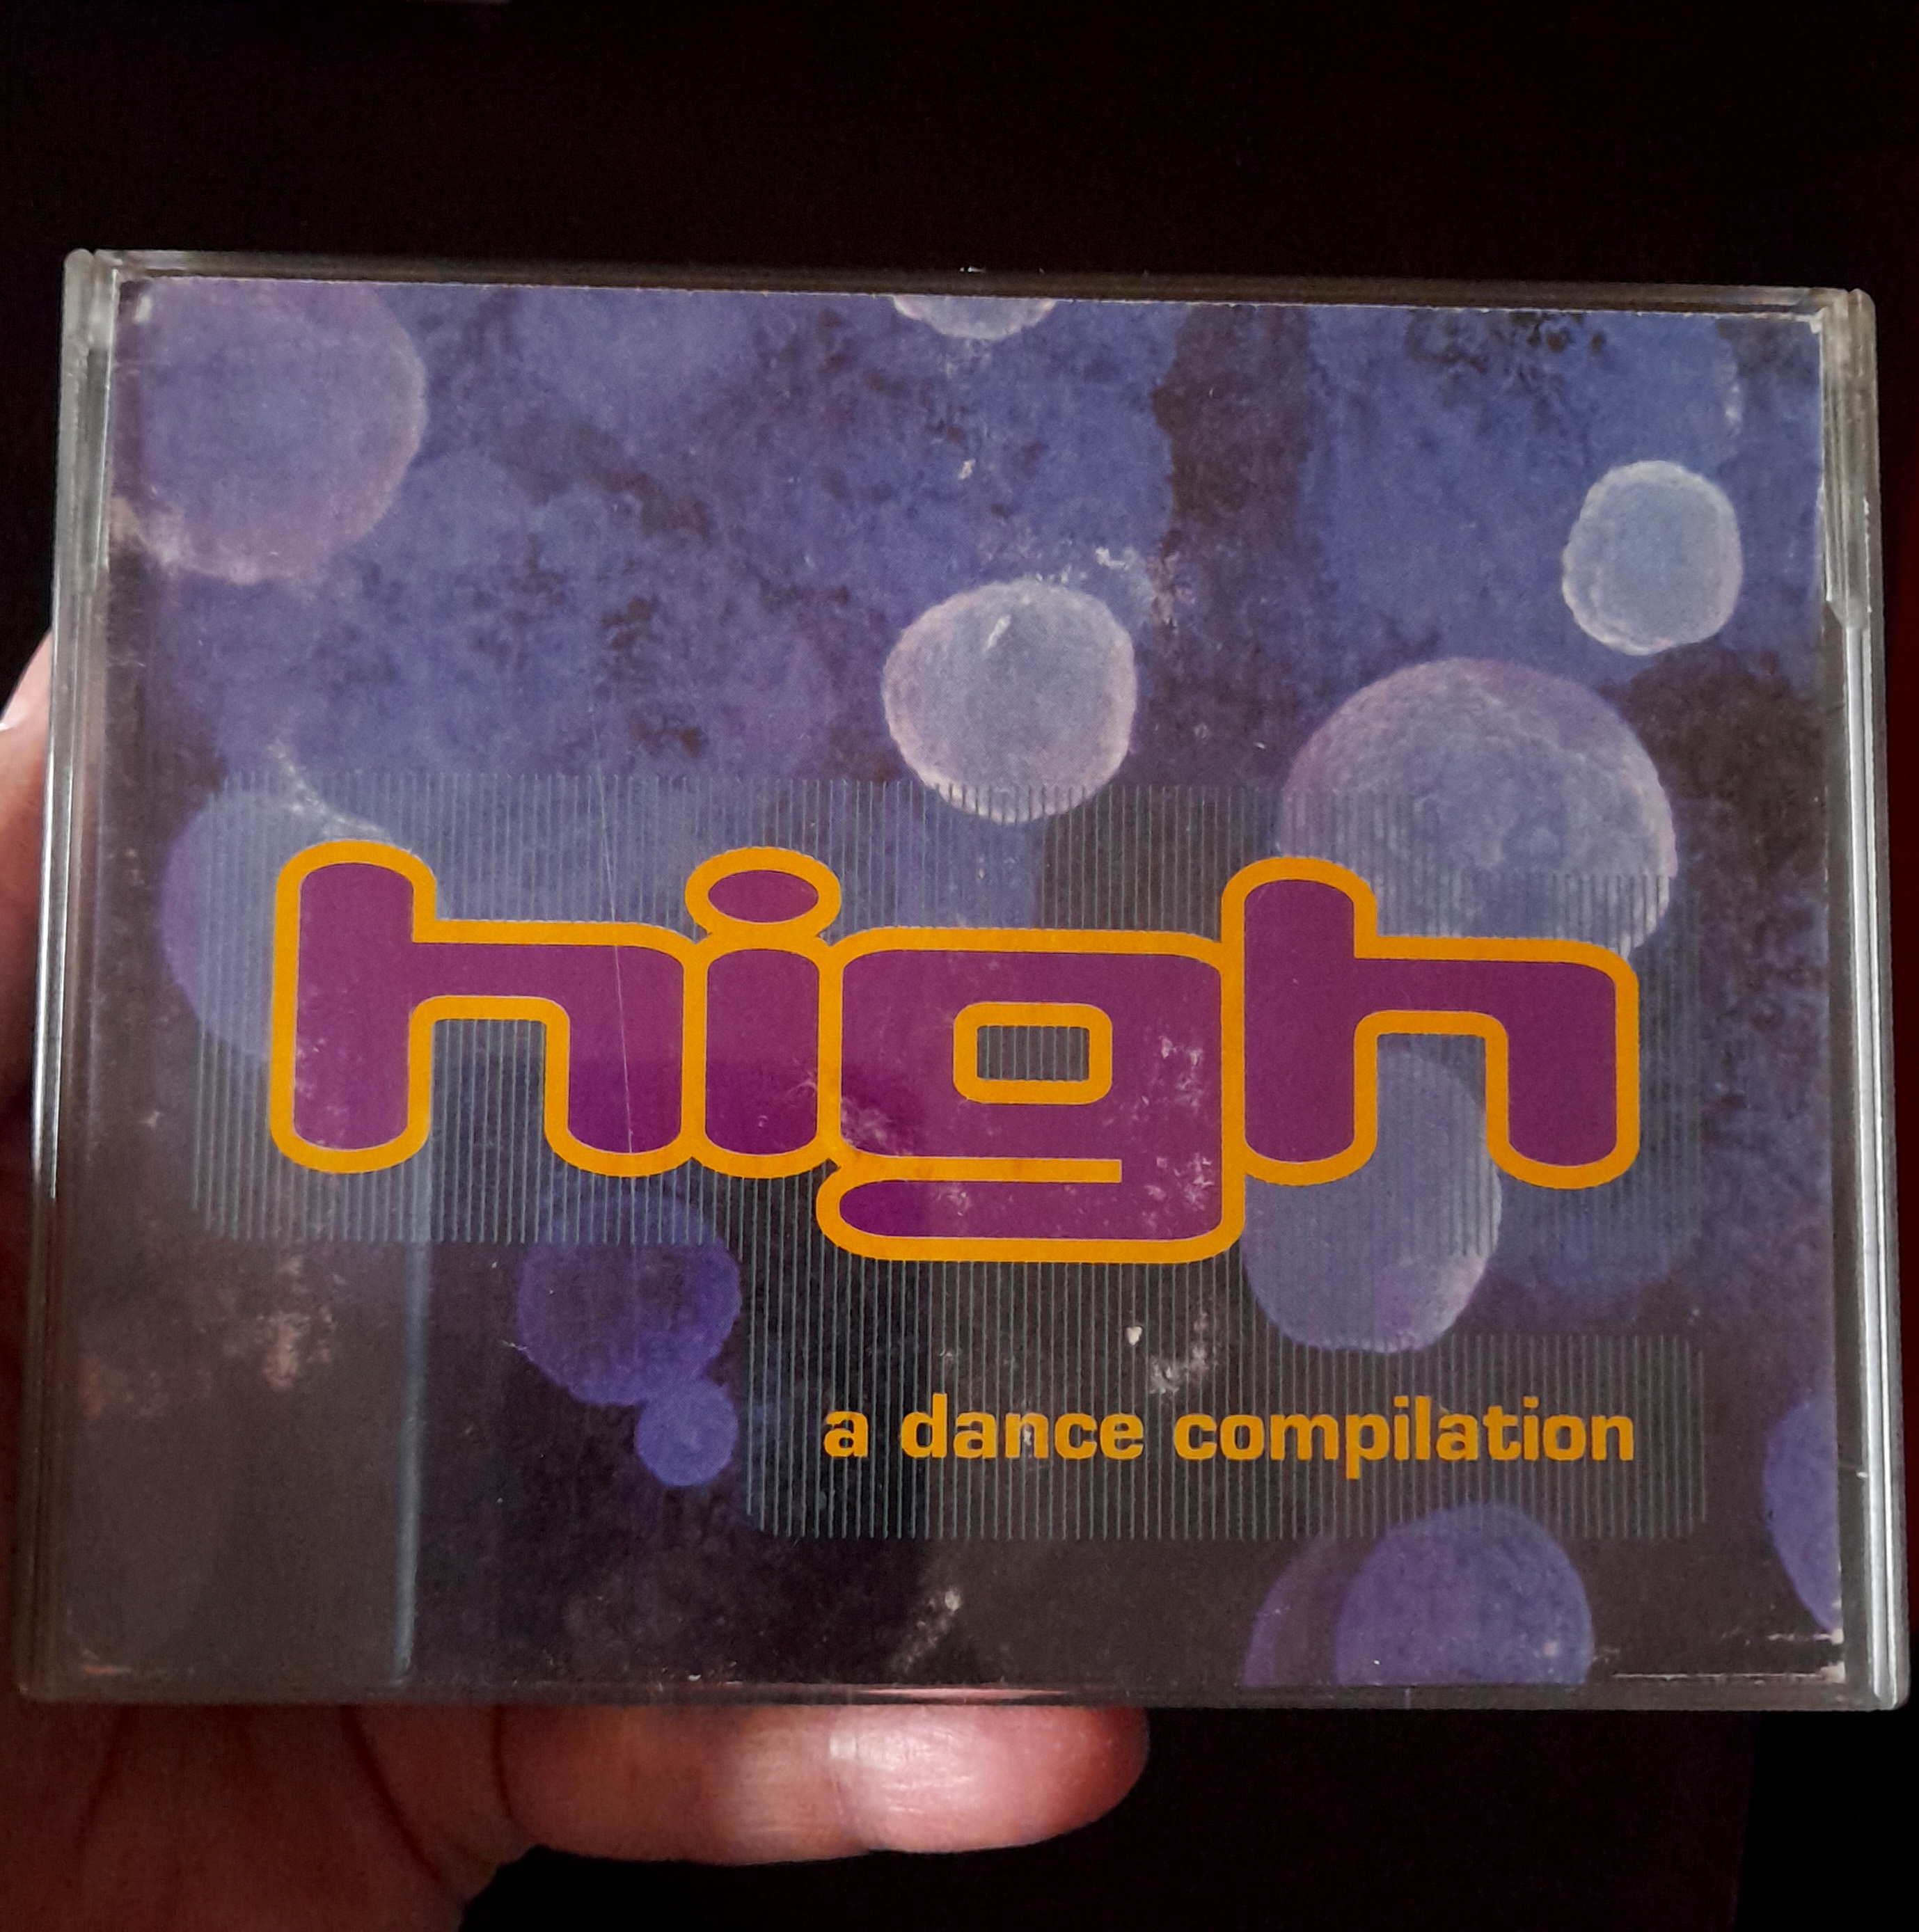 high
a dance compilation